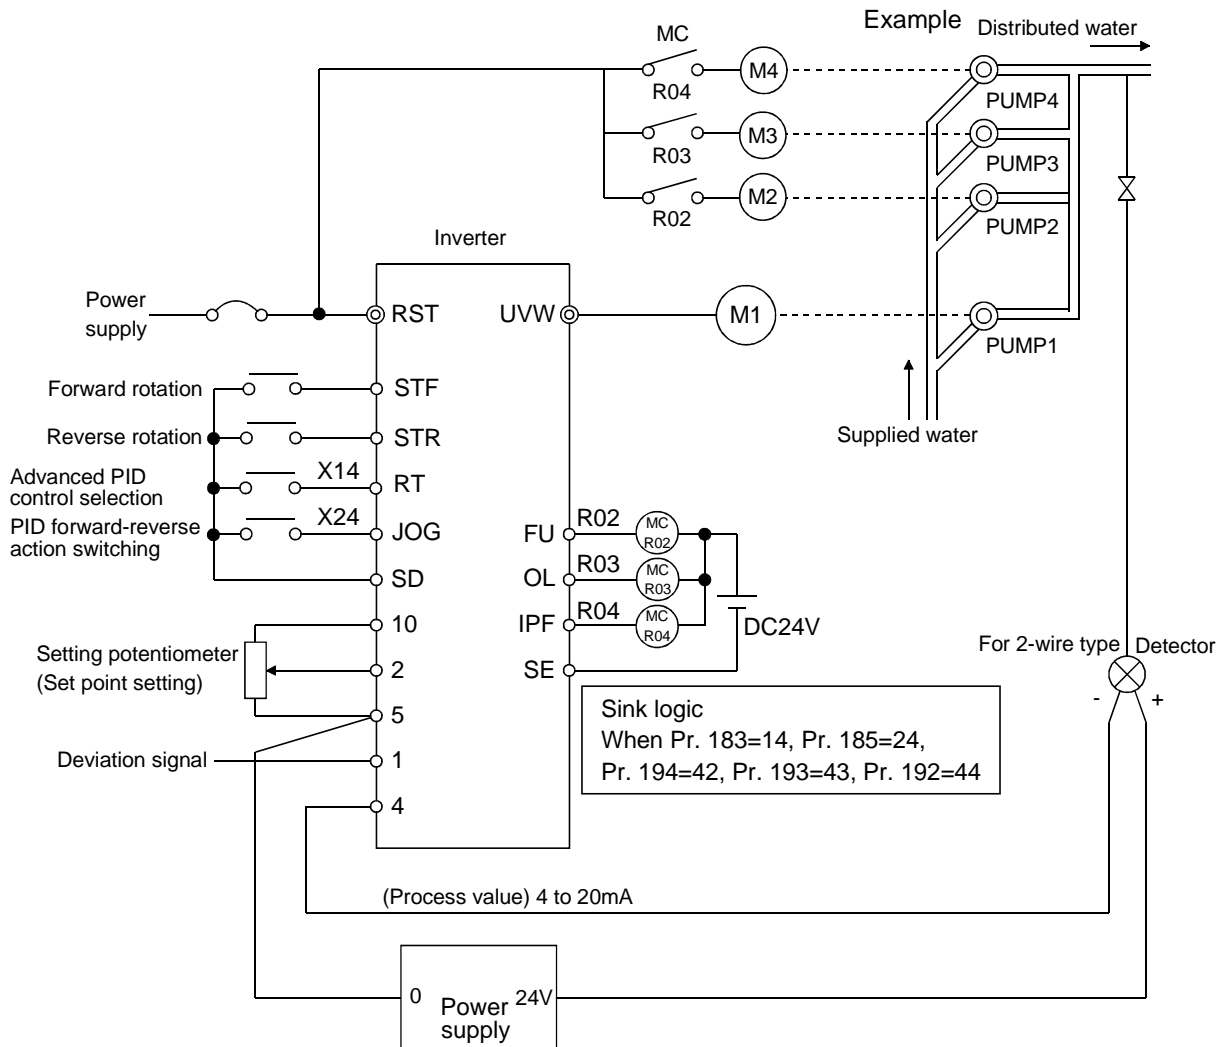 Example
Distributed water
MC
M4
R04
PUMP4
M3
R03
PUMP3
M2
R02
PUMP2
Inverter
Power
supply
RST
UVW
M1
PUMP1
Forward rotation
STF
Reverse rotation
STR
Supplied water
Advanced PID
control selection
X14
RT
PID forward-reverse
action switching
X24
JOG
FU
R02
MC
R02
SD
OL
R03
MC
R03
10
IPF
R04
MC
R04
DC24V
Setting potentiometer
(Set point setting)
2
SE
For 2-wire type
Detector
-
+
5
Sink logic
When Pr. 183=14, Pr. 185=24,
Pr. 194=42, Pr. 193=43, Pr. 192=44
Deviation signal
1
4
(Process value) 4 to 20mA
0
Power
supply
24V